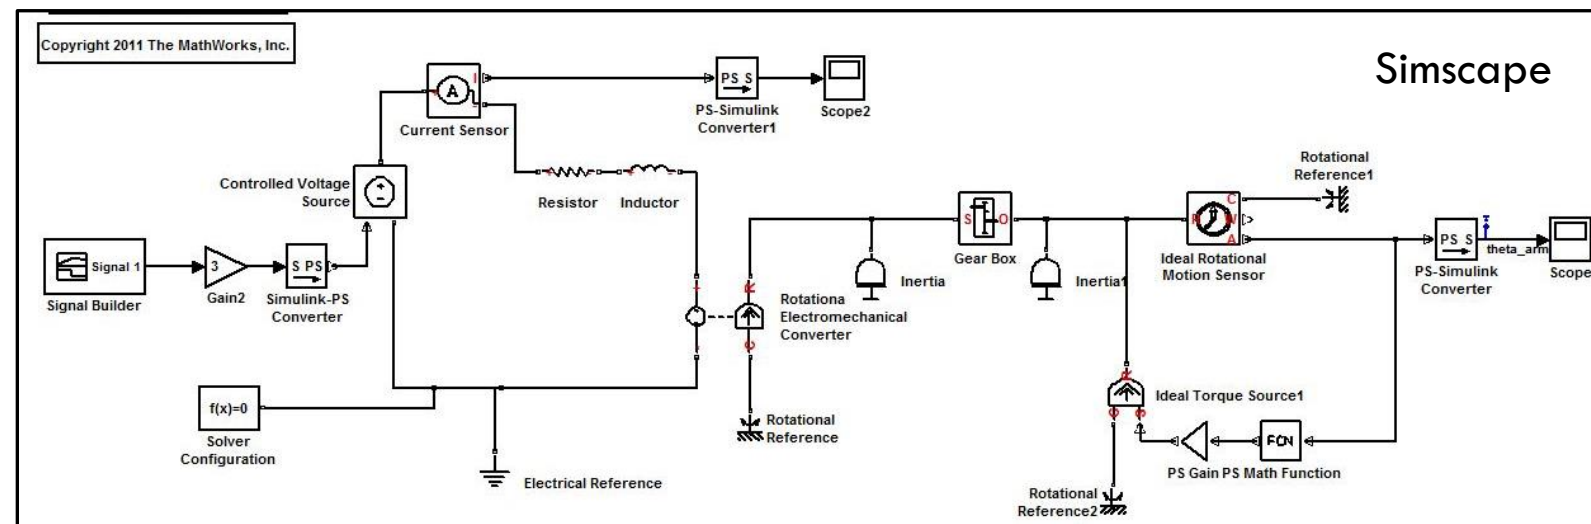 Copyright 2011 The MathWorks, Inc.
Simscape
A
I
+
-
Current Sensor
PS S
PS-Simulink
Converter1
Scope2
Controlled Voltage
Source
+
-
+
-
Resistor
+
-
Inductor
Rotational
Reference1
Signal 1
Signal Builder
3
Gain2
S PS
Simulink-PS
Converter
+
-
R
C
Rotationa
Electromechanical
Converter
Inertia
S
O
Gear Box
Inertia1
R
C
W
A
Ideal Rotational
Motion Sensor
PS S
PS-Simulink
Converter
theta_arm
Scope
f(x)=0
Solver
Configuration
Electrical Reference
Rotational
Reference
R
C
S
Ideal Torque Source1
PS Gain
FCN
PS Math Function
Rotational
Reference2